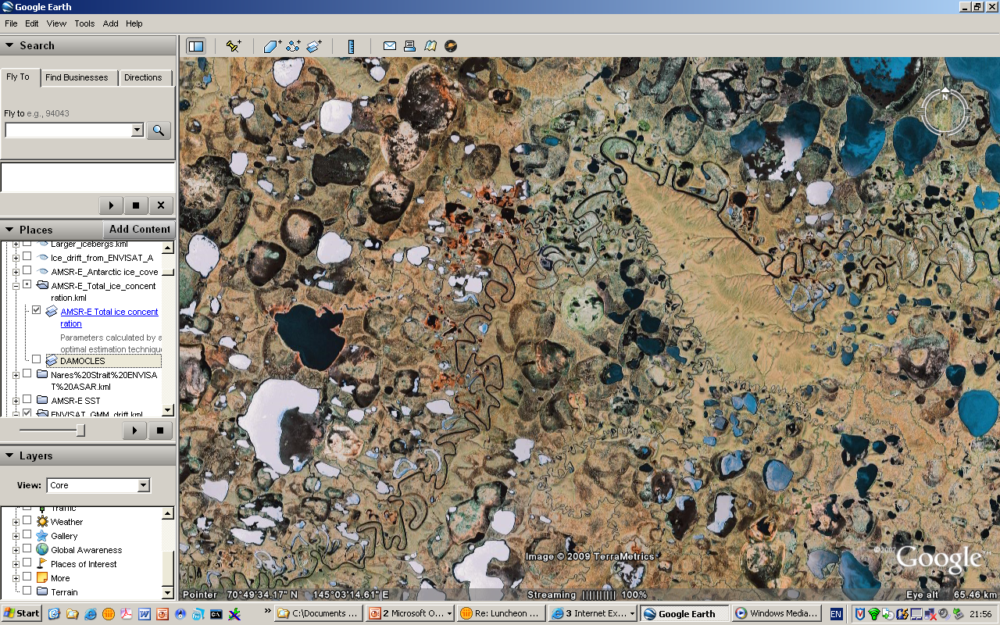 Google Earth
File Edit View Tools Add Help
Search
Fly To Find Businesses Directions
Fly to e.g., 94043
Places Add Content
Larger_icebergs.kml
Ice_drift_from_ENVISAT_A
AMSR-E_Antarctic ice_cove
AMSR-E_Total_ice_concent
ration.kml
AMSR-E Total ice concent
ration
Parameters calculated by a
optimal estimation techniqu
DAMOCLES
Nares%20Strait%20ENVISA
T%20ASAR.kml
AMSR-E SST
ENVISAT_GMM_drift.kml
Layers
View: Core
Traffic
Weather
Gallery
Global Awareness
Places of Interest
More
Terrain
N
Image © 2009 TerraMetrics
©2007 Google™
Pointer 70°49'34.17" N 145°03'14.61" E Streaming |||||||||| 100% Eye alt 65.46 km
Start » C:\Documents ... 2 Microsoft O... Re: Luncheon ... 3 Internet Ex... Google Earth Windows Media... EN 21:56